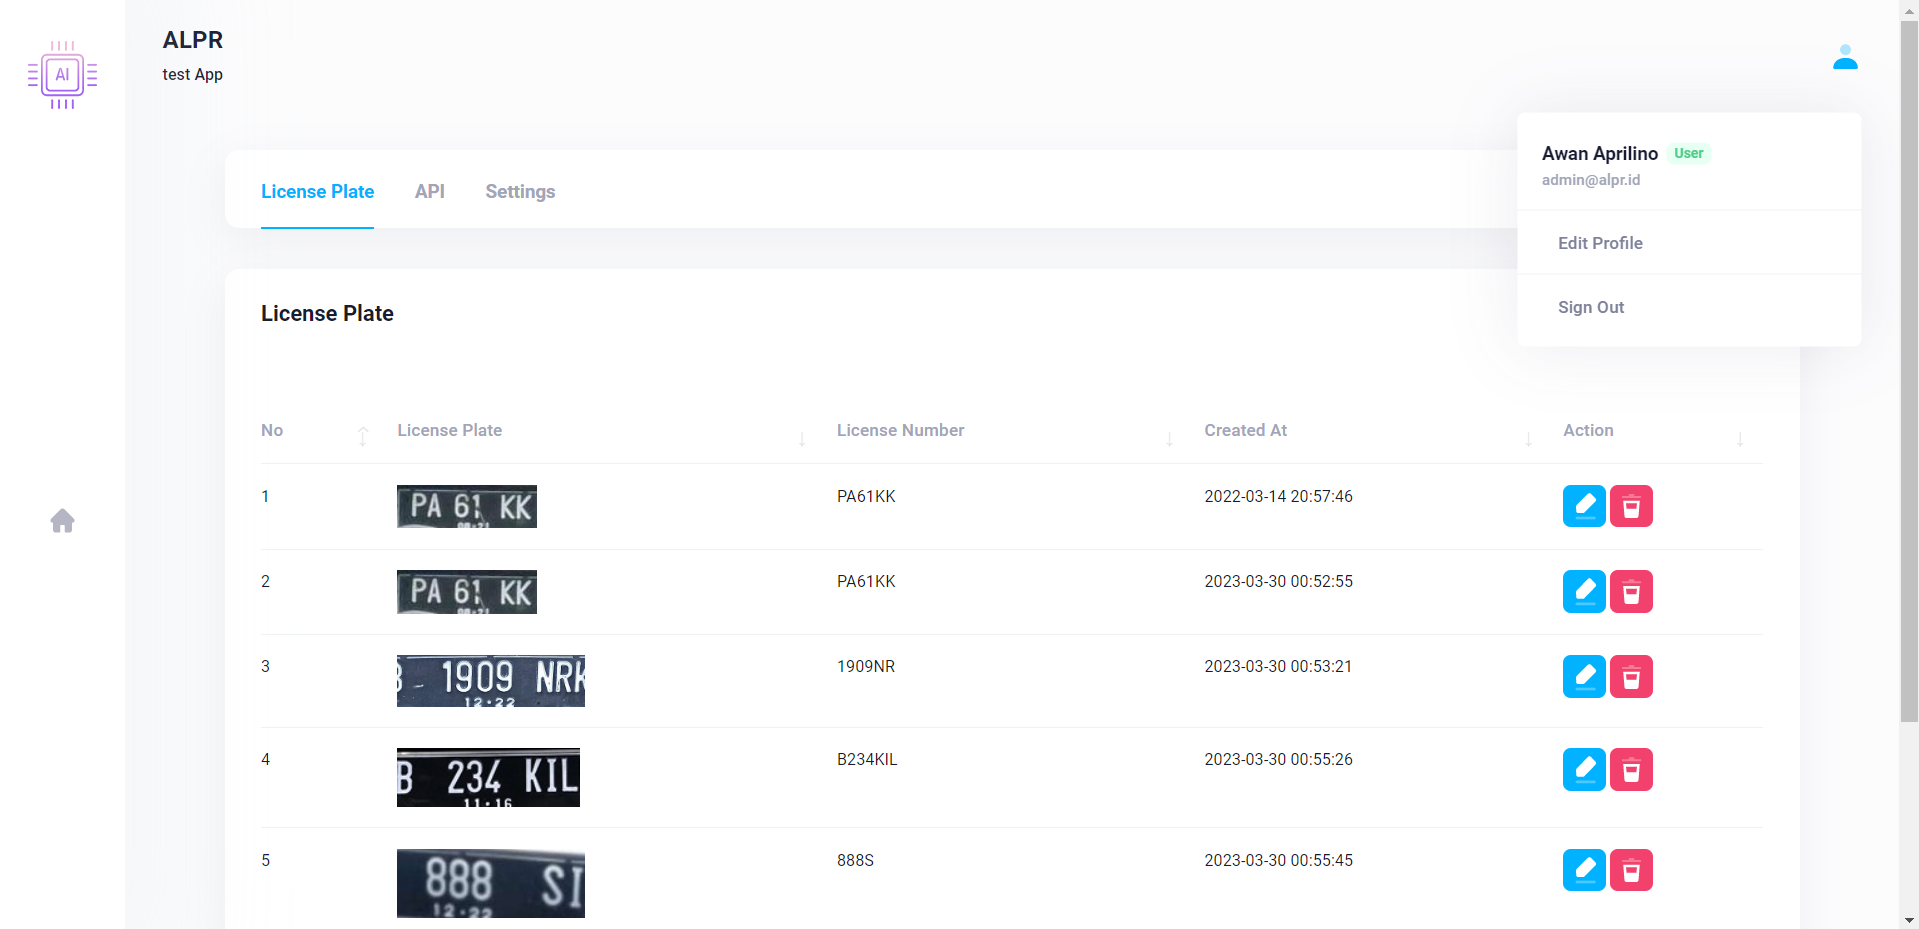 AI
ALPR
test App
Awan Aprilino User
admin@alpr.id
Edit Profile
Sign Out
License Plate API Settings
License Plate
No License Plate License Number Created At Action
1 PA 61 KK PA61KK 2022-03-14 20:57:46
2 PA 61 KK PA61KK 2023-03-30 00:52:55
3 B 1909 NRK 1909NR 2023-03-30 00:53:21
12·22
4 B 234 KIL B234KIL 2023-03-30 00:55:26
11·16
5 888 SI 888S 2023-03-30 00:55:45
12·22